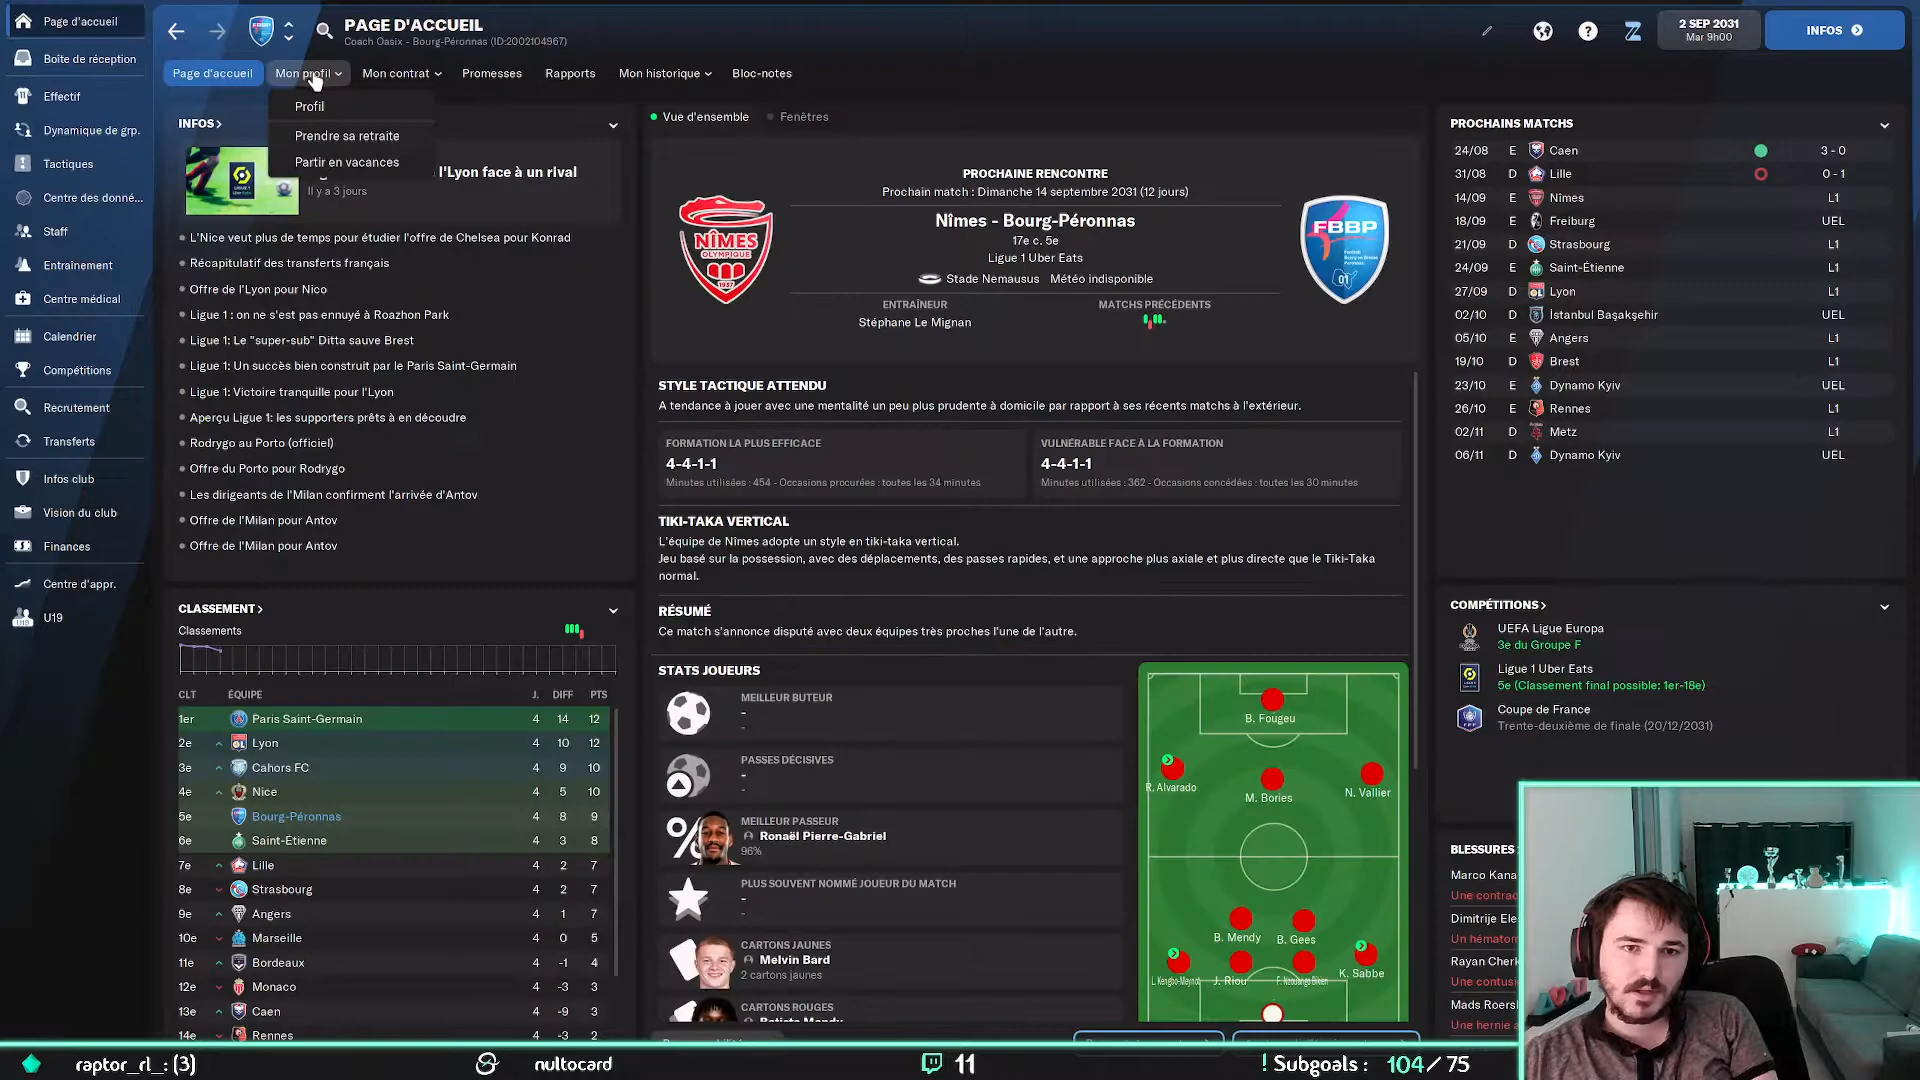 Page d'accueil
Boîte de réception
Effectif
Dynamique de grp.
Tactiques
Centre des donné...
Staff
Entraînement
Centre médical
Calendrier
Compétitions
Recrutement
Transferts
Infos club
Vision du club
Finances
Centre d'appr.
U19
PAGE D'ACCUEIL
Coach Oasix - Bourg-Péronnas (ID:2002104967)
2 SEP 2031
Mar 9h00
INFOS
Page d'accueil
Mon profil
Mon contrat
Promesses
Rapports
Mon historique
Bloc-notes
Profil
Prendre sa retraite
Partir en vacances
INFOS >
l'Lyon face à un rival
Il y a 3 jours
L'Nice veut plus de temps pour étudier l'offre de Chelsea pour Konrad
Récapitulatif des transferts français
Offre de l'Lyon pour Nico
Ligue 1 : on ne s'est pas ennuyé à Roazhon Park
Ligue 1: Le "super-sub" Ditta sauve Brest
Ligue 1: Un succès bien construit par le Paris Saint-Germain
Ligue 1: Victoire tranquille pour l'Lyon
Aperçu Ligue 1: les supporters prêts à en découdre
Rodrygo au Porto (officiel)
Offre du Porto pour Rodrygo
Les dirigeants de l'Milan confirment l'arrivée d'Antov
Offre de l'Milan pour Antov
Offre de l'Milan pour Antov
CLASSEMENT >
Classements
CLT ÉQUIPE J. DIFF PTS
1er Paris Saint-Germain 4 14 12
2e Lyon 4 10 12
3e Cahors FC 4 9 10
4e Nice 4 5 10
5e Bourg-Péronnas 4 8 9
6e Saint-Étienne 4 3 8
7e Lille 4 2 7
8e Strasbourg 4 2 7
9e Angers 4 1 7
10e Marseille 4 0 5
11e Bordeaux 4 -1 4
12e Monaco 4 -3 3
13e Caen 4 -9 3
14e Rennes 4 -3 2
Vue d'ensemble
Fenêtres
PROCHAINE RENCONTRE
Prochain match : Dimanche 14 septembre 2031 (12 jours)
Nîmes - Bourg-Péronnas
17e c. 5e
Ligue 1 Uber Eats
Stade Nemausus Météo indisponible
ENTRAÎNEUR
Stéphane Le Mignan
MATCHS PRÉCÉDENTS
NÎMES
OLYMPIQUE
1937
FBBP
01
STYLE TACTIQUE ATTENDU
A tendance à jouer avec une mentalité un peu plus prudente à domicile par rapport à ses récents matchs à l'extérieur.
FORMATION LA PLUS EFFICACE
4-4-1-1
Minutes utilisées : 454 - Occasions procurées : toutes les 34 minutes
VULNÉRABLE FACE À LA FORMATION
4-4-1-1
Minutes utilisées : 362 - Occasions concédées : toutes les 30 minutes
TIKI-TAKA VERTICAL
L'équipe de Nîmes adopte un style en tiki-taka vertical.
Jeu basé sur la possession, avec des déplacements, des passes rapides, et une approche plus axiale et plus directe que le Tiki-Taka
normal.
RÉSUMÉ
Ce match s'annonce disputé avec deux équipes très proches l'une de l'autre.
STATS JOUEURS
MEILLEUR BUTEUR
-
-
PASSES DÉCISIVES
-
-
MEILLEUR PASSEUR
Ronaël Pierre-Gabriel
96%
PLUS SOUVENT NOMMÉ JOUEUR DU MATCH
-
-
CARTONS JAUNES
Melvin Bard
2 cartons jaunes
CARTONS ROUGES
Batista Mendy
B. Fougeu
R. Alvarado
M. Bories
N. Vallier
B. Mendy
B. Gees
J. Riou
K. Sabbe
PROCHAINS MATCHS
24/08 E Caen 3 - 0
31/08 D Lille 0 - 1
14/09 E Nîmes L1
18/09 E Freiburg UEL
21/09 D Strasbourg L1
24/09 E Saint-Étienne L1
27/09 D Lyon L1
02/10 D İstanbul Başakşehir UEL
05/10 E Angers L1
19/10 D Brest L1
23/10 E Dynamo Kyiv UEL
26/10 E Rennes L1
02/11 D Metz L1
06/11 D Dynamo Kyiv UEL
COMPÉTITIONS >
UEFA Ligue Europa
3e du Groupe F
Ligue 1 Uber Eats
5e (Classement final possible: 1er-18e)
Coupe de France
Trente-deuxième de finale (20/12/2031)
BLESSURES
Marco Kana
Une contrac
Dimitrije Ele
Un hématom
Rayan Cherk
Une contusi
Mads Roersl
Une hernie a
raptor_rl_: (3)
nultocard
11
! Subgoals : 104 / 75